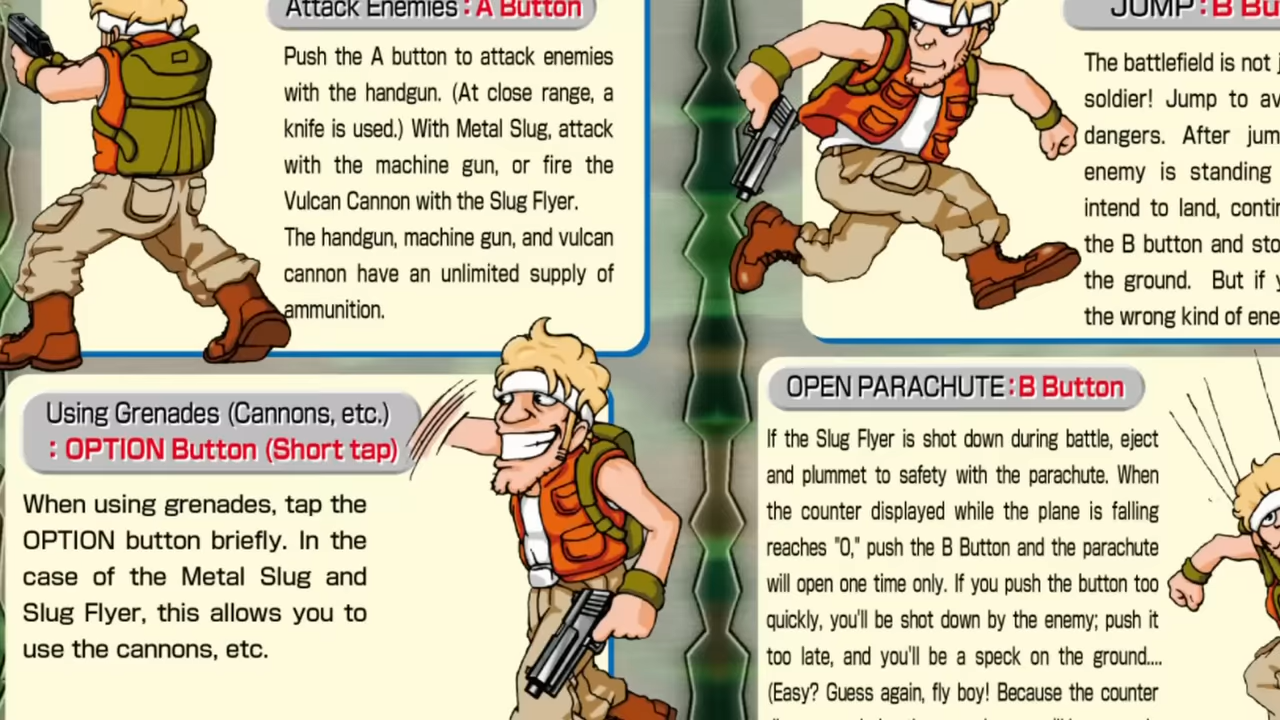 Attack Enemies : A Button
Push the A button to attack enemies
with the handgun. (At close range, a
knife is used.) With Metal Slug, attack
with the machine gun, or fire the
Vulcan Cannon with the Slug Flyer.
The handgun, machine gun, and vulcan
cannon have an unlimited supply of
ammunition.
Using Grenades (Cannons, etc.)
: OPTION Button (Short tap)
When using grenades, tap the
OPTION button briefly. In the
case of the Metal Slug and
Slug Flyer, this allows you to
use the cannons, etc.
JUMP : B Bu
The battlefield is not
soldier! Jump to av
dangers. After jum
enemy is standing
intend to land, contin
the B button and sto
the ground. But if y
the wrong kind of ene
OPEN PARACHUTE : B Button
If the Slug Flyer is shot down during battle, eject
and plummet to safety with the parachute. When
the counter displayed while the plane is falling
reaches "0," push the B Button and the parachute
will open one time only. If you push the button too
quickly, you'll be shot down by the enemy; push it
too late, and you'll be a speck on the ground....
(Easy? Guess again, fly boy! Because the counter